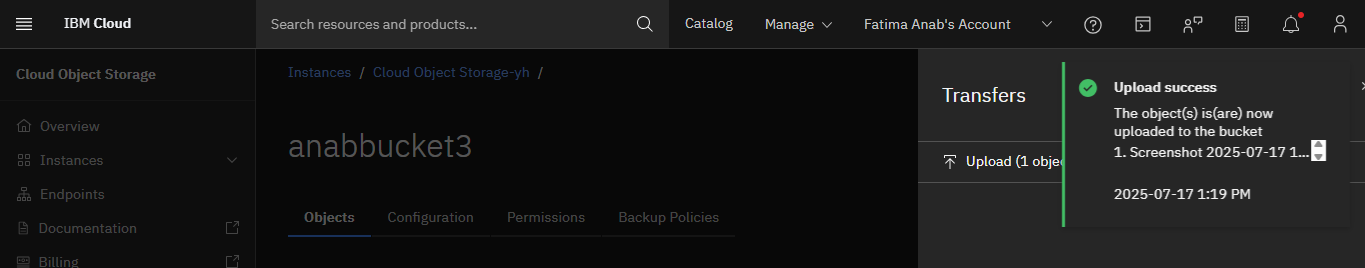 IBM Cloud
Search resources and products...
Catalog
Manage
Fatima Anab's Account
Cloud Object Storage
Overview
Instances
Endpoints
Documentation
Billing
Instances / Cloud Object Storage-yh /
anabbucket3
Objects
Configuration
Permissions
Backup Policies
Transfers
Upload (1 objec
Upload success
The object(s) is(are) now
uploaded to the bucket
1. Screenshot 2025-07-17 1...
2025-07-17 1:19 PM